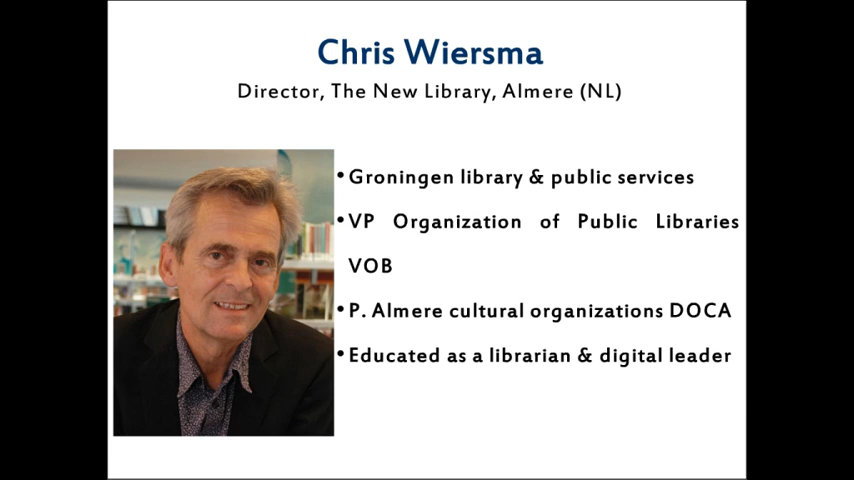 Chris Wiersma
Director, The New Library, Almere (NL)
• Groningen library & public services
• VP Organization of Public Libraries
VOB
• P. Almere cultural organizations DOCA
• Educated as a librarian & digital leader